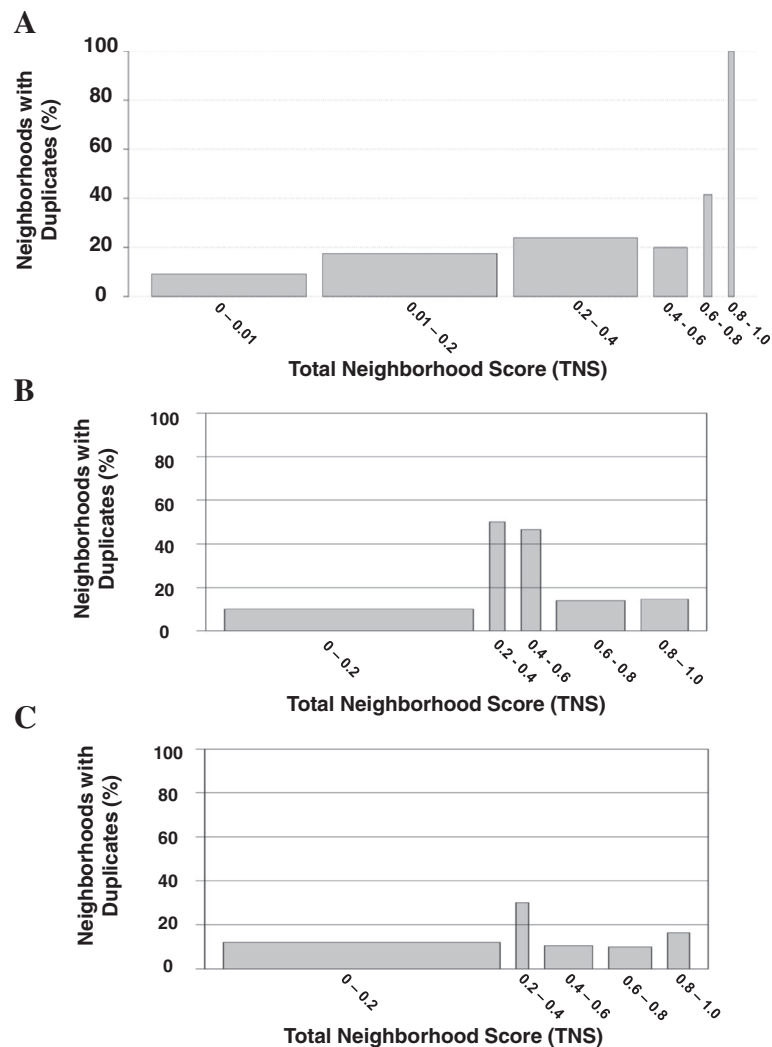 A
Neighborhoods with
Duplicates (%)
100
80
60
40
20
0
0 – 0.01
0.01 – 0.2
0.2 – 0.4
0.4 - 0.6
0.6 – 0.8
0.8 - 1.0
Total Neighborhood Score (TNS)
B
Neighborhoods with
Duplicates (%)
100
80
60
40
20
0
0 – 0.2
0.2 - 0.4
0.4 - 0.6
0.6 - 0.8
0.8 – 1.0
Total Neighborhood Score (TNS)
C
Neighborhoods with
Duplicates (%)
100
80
60
40
20
0
0 – 0.2
0.2 – 0.4
0.4 – 0.6
0.6 – 0.8
0.8 – 1.0
Total Neighborhood Score (TNS)